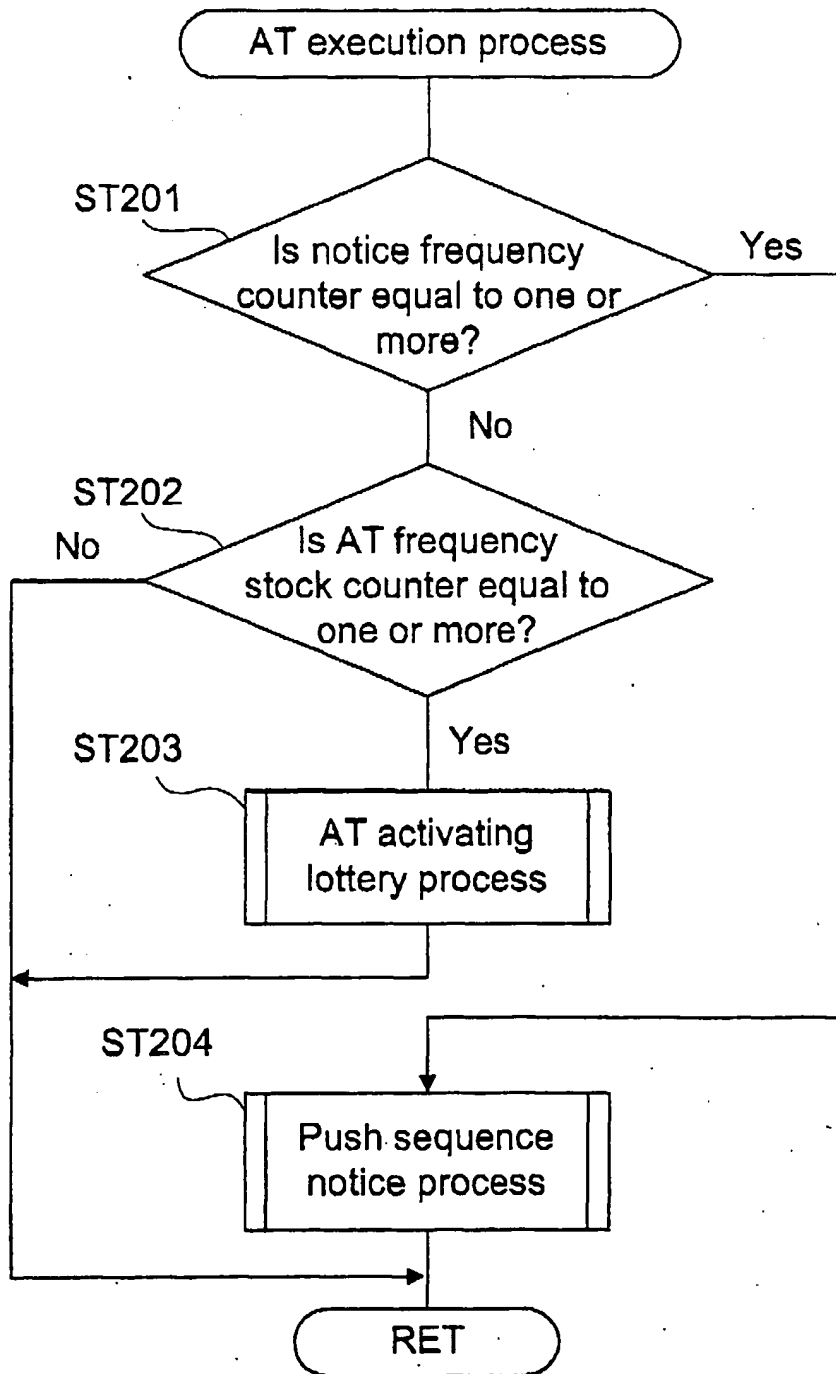 AT execution process
ST201
Is notice frequency
counter equal to one or
more?
Yes
No
ST202
No
Is AT frequency
stock counter equal to
one or more?
Yes
ST203
AT activating
lottery process
ST204
Push sequence
notice process
RET